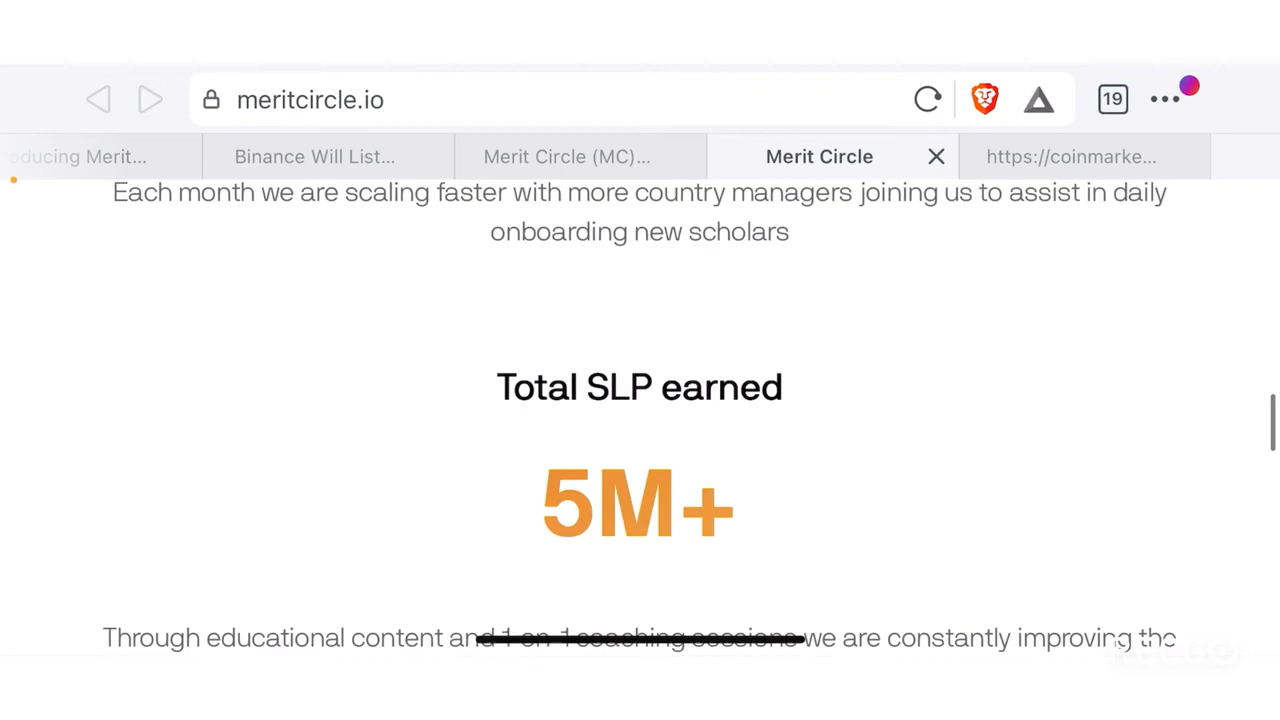 meritcircle.io
19
oducing Merit...
Binance Will List...
Merit Circle (MC)...
Merit Circle
https://coinmarke...
Each month we are scaling faster with more country managers joining us to assist in daily
onboarding new scholars
Total SLP earned
5M+
Through educational content and 1-on-1 coaching sessions we are constantly improving the